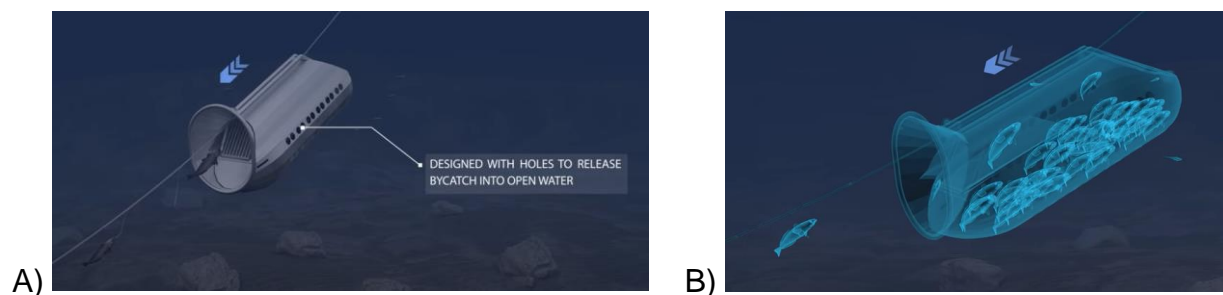 DESIGNED WITH HOLES TO RELEASE
BYCATCH INTO OPEN WATER
A)
B)